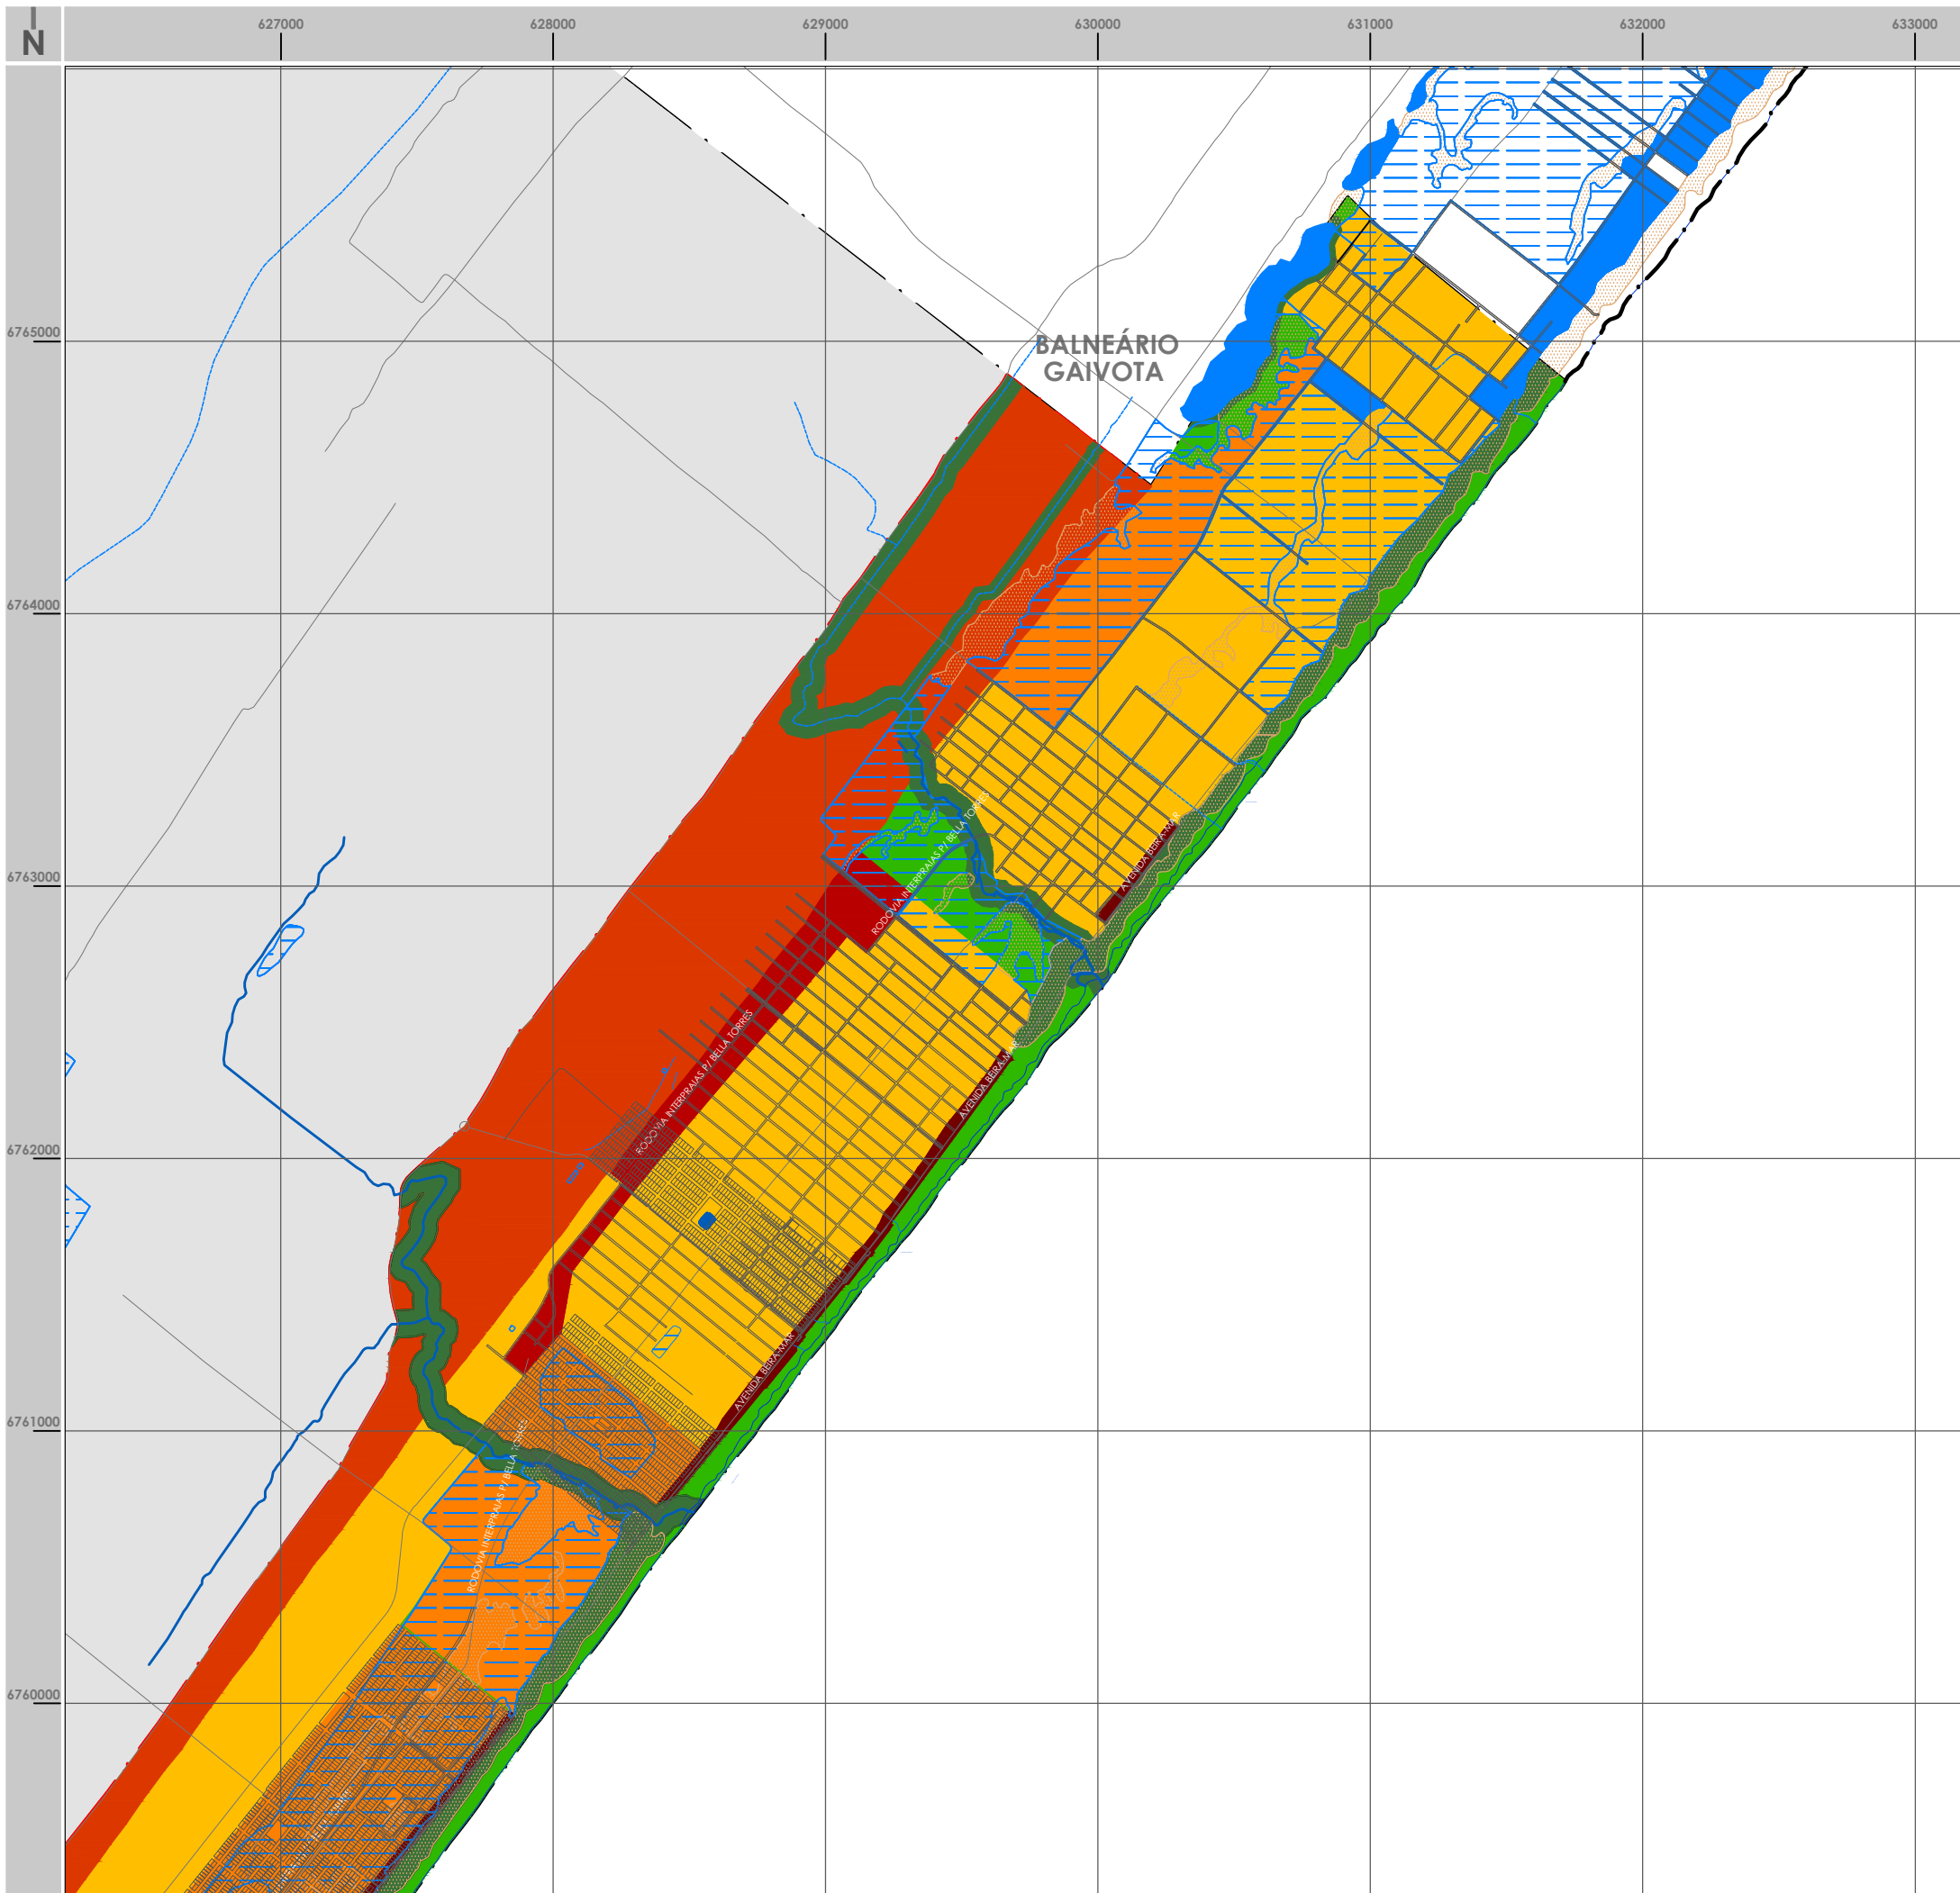 627000 628000 629000 630000 631000 632000 633000
N
6765000
BALNEÁRIO
GAIVOTA
6764000
RODOVIA INTERPRAIAS P/ BELLA TORRES
AVENIDA BEIRA-MAR
6763000
RODOVIA INTERPRAIAS P/ BELLA TORRES
AVENIDA BEIRA-MAR
6762000
AVENIDA BEIRA-MAR
6761000
RODOVIA INTERPRAIAS P/ BELLA TORRES
6760000